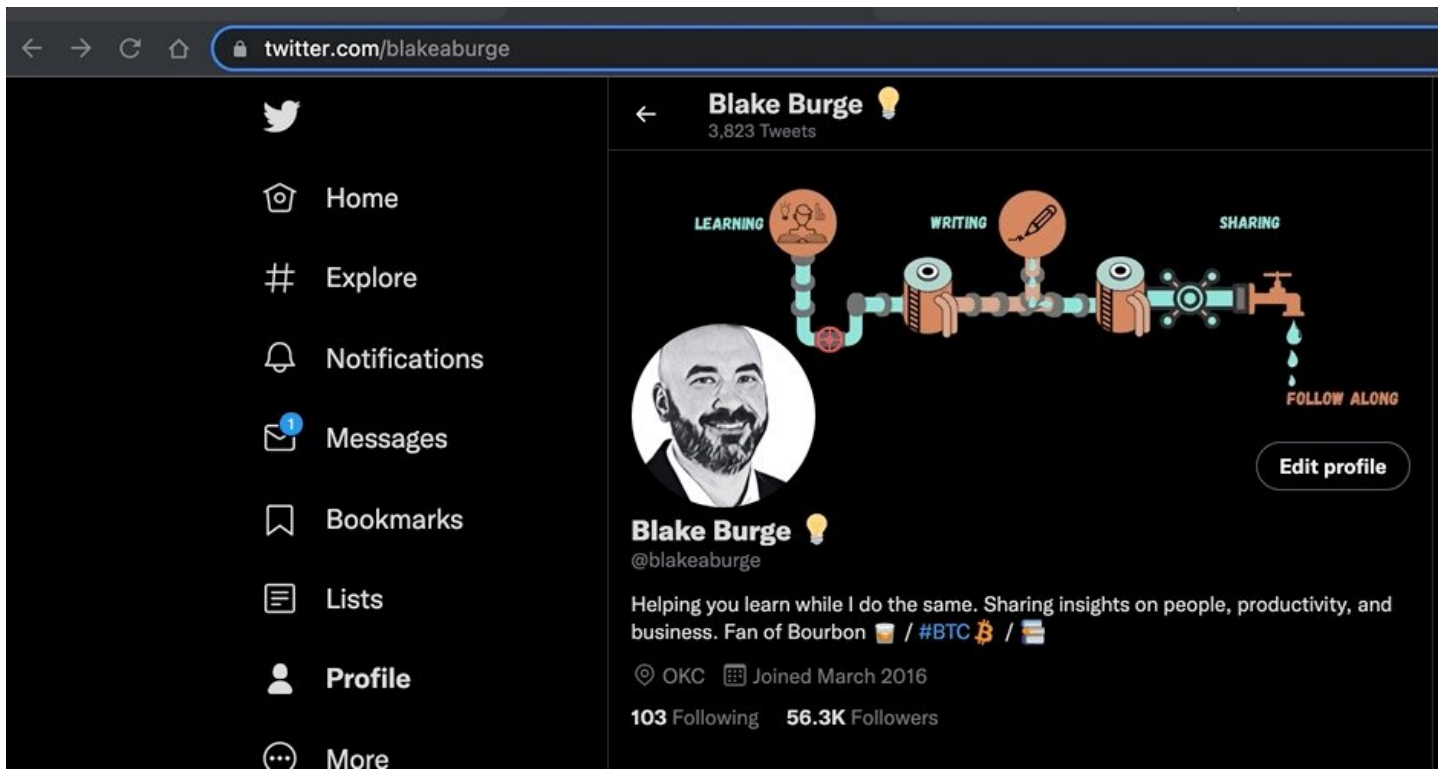 twitter.com/blakeaburge
Blake Burge 💡
3,823 Tweets
Home
Explore
Notifications
1
Messages
Bookmarks
Lists
Profile
More
LEARNING
WRITING
SHARING
FOLLOW ALONG
Edit profile
Blake Burge 💡
@blakeaburge
Helping you learn while I do the same. Sharing insights on people, productivity, and
business. Fan of Bourbon 🥃 / #BTC / 📚
OKC Joined March 2016
103 Following 56.3K Followers